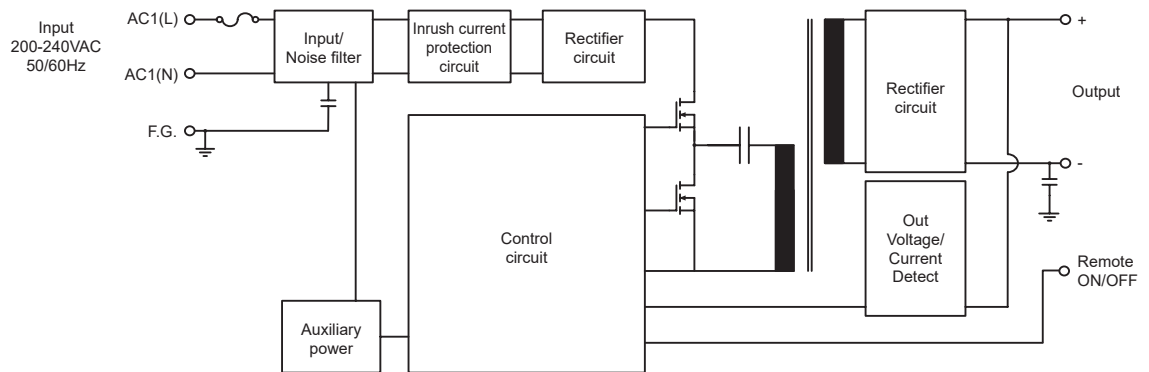 Input
200-240VAC
50/60Hz
AC1(L)
AC1(N)
F.G.
Input/
Noise filter
Inrush current
protection
circuit
Rectifier
circuit
Rectifier
circuit
+
Output
-
Control
circuit
Out
Voltage/
Current
Detect
Remote
ON/OFF
Auxiliary
power